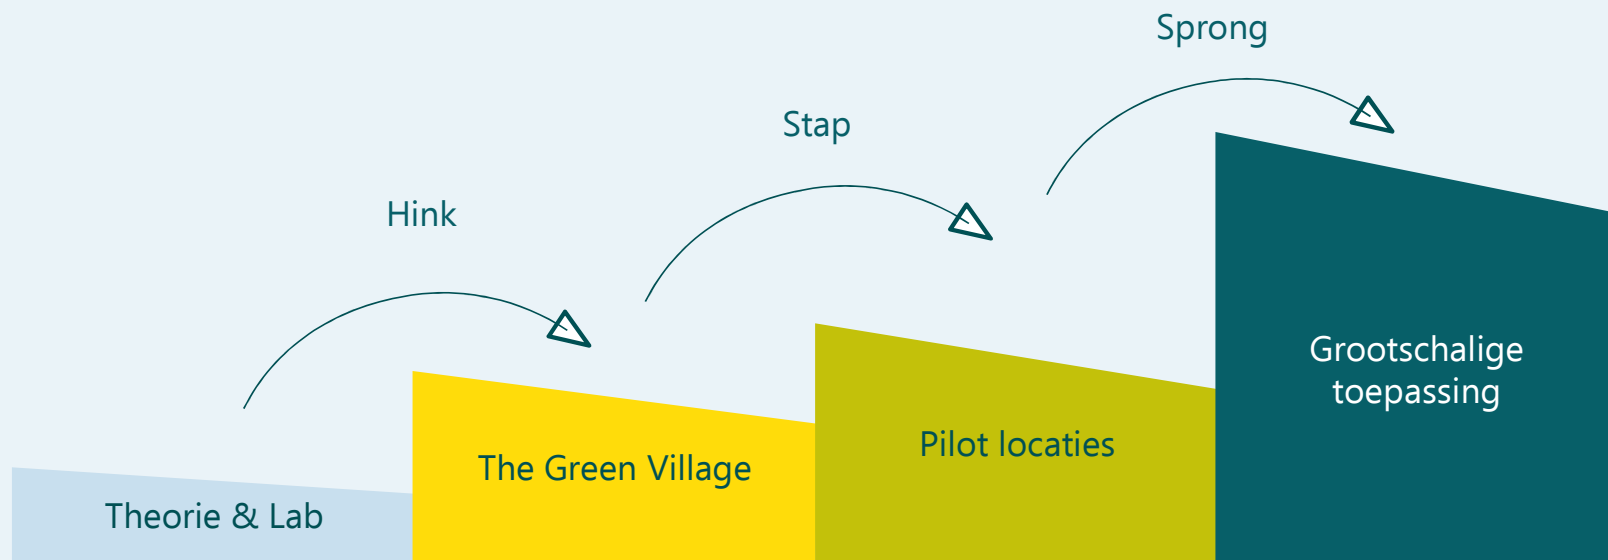 Sprong
Stap
Hink
Grootschalige
toepassing
Pilot locaties
The Green Village
Theorie & Lab